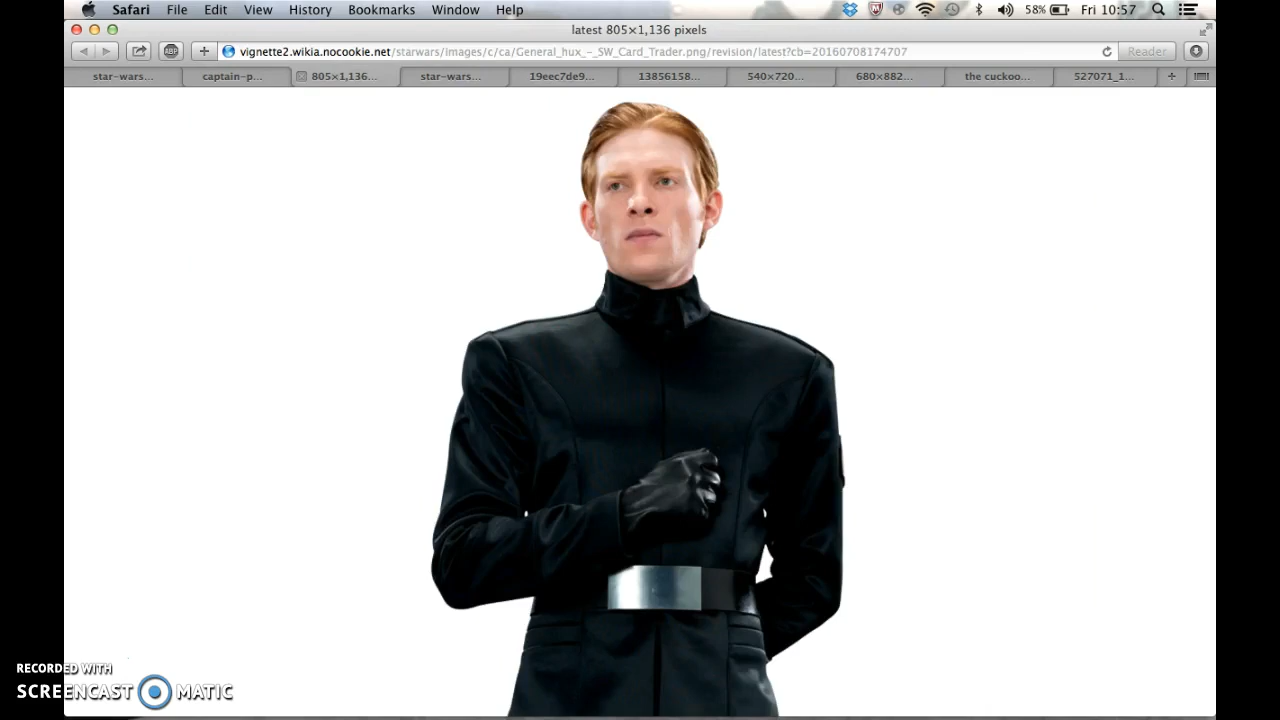 Safari File Edit View History Bookmarks Window Help 58% Fri 10:57
latest 805×1,136 pixels
ABP + vignette2.wikia.nocookie.net/starwars/images/c/ca/General_hux_-_SW_Card_Trader.png/revision/latest?cb=20160708174707 Reader
star-wars... captain-p... 805×1,136... star-wars... 19eec7de9... 13856158... 540×720... 680×882... the cuckoo... 527071_1... +
RECORDED WITH
SCREENCAST MATIC